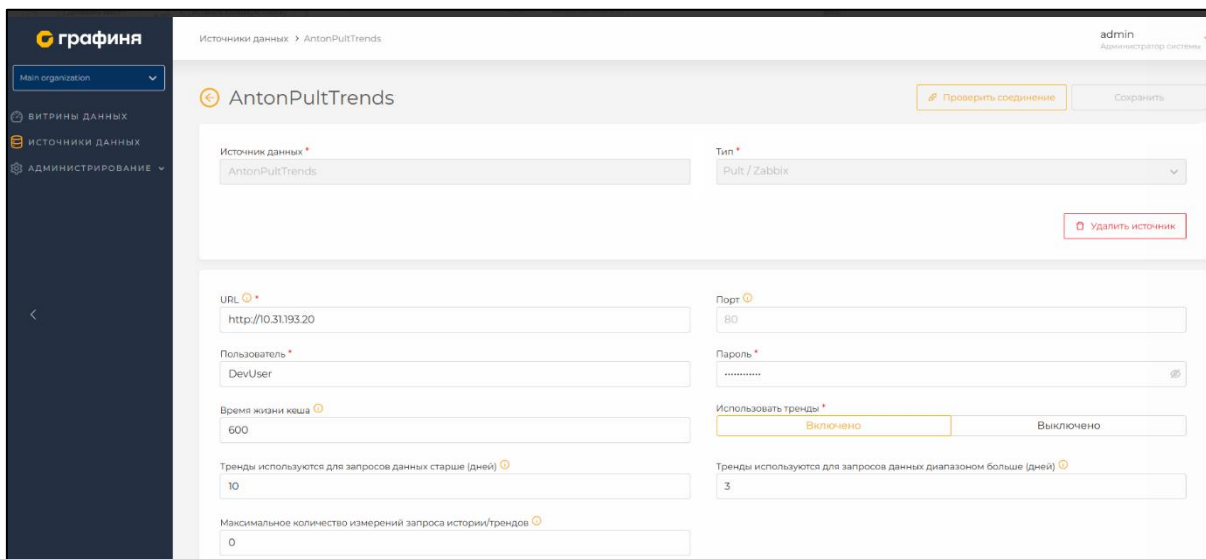 графиня
Источники данных > AntonPultTrends
admin
Администратор системы
Main organization
AntonPultTrends
Проверить соединение
Сохранить
ВИТРИНЫ ДАННЫХ
ИСТОЧНИКИ ДАННЫХ
АДМИНИСТРИРОВАНИЕ
Источник данных *
Тип *
AntonPultTrends
Pult / Zabbix
Удалить источник
URL *
Порт
http://10.31.193.20
80
Пользователь *
Пароль *
DevUser
............
Время жизни кеша
Использовать тренды *
600
Включено
Выключено
Тренды используются для запросов данных старше (дней)
Тренды используются для запросов данных диапазоном больше (дней)
10
3
Максимальное количество измерений запроса истории/трендов
0